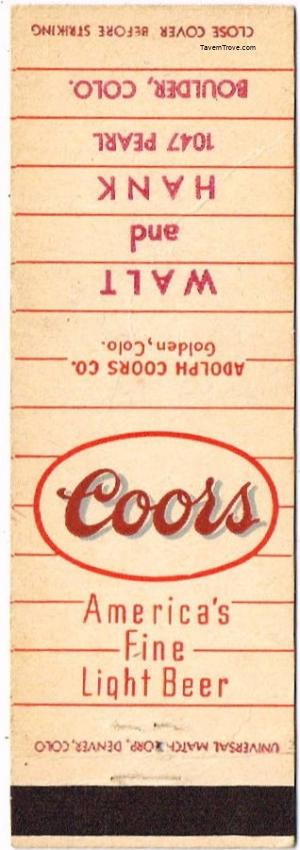 CLOSE COVER BEFORE STRIKING
TavernTrove.com
BOULDER, COLO.
1047 PEARL
HANK
and
WALT
Golden, Colo.
ADOLPH COORS CO.
Coors
America's
Fine
Light Beer
UNIVERSAL MATCH CORP, DENVER, COLO